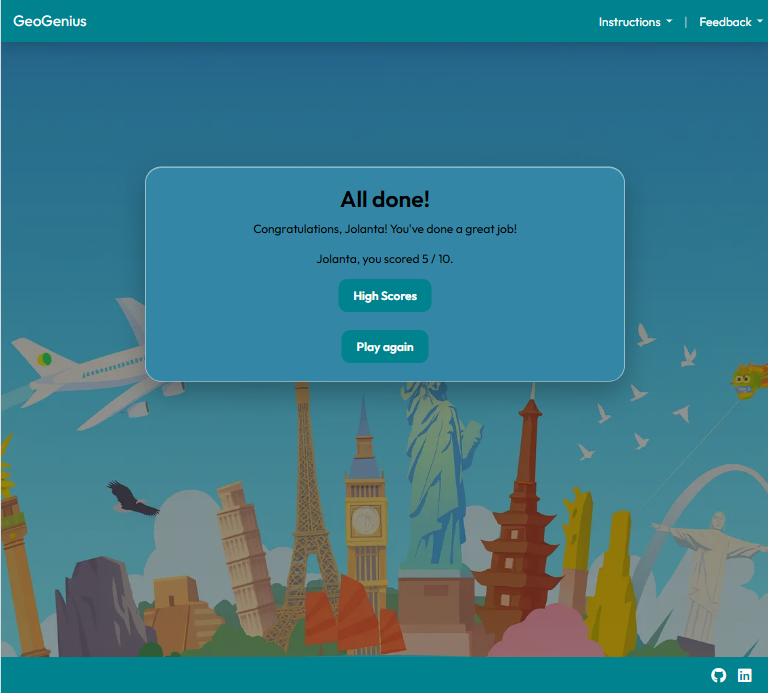 GeoGenius
Instructions | Feedback
All done!
Congratulations, Jolanta! You've done a great job!
Jolanta, you scored 5 / 10.
High Scores
Play again